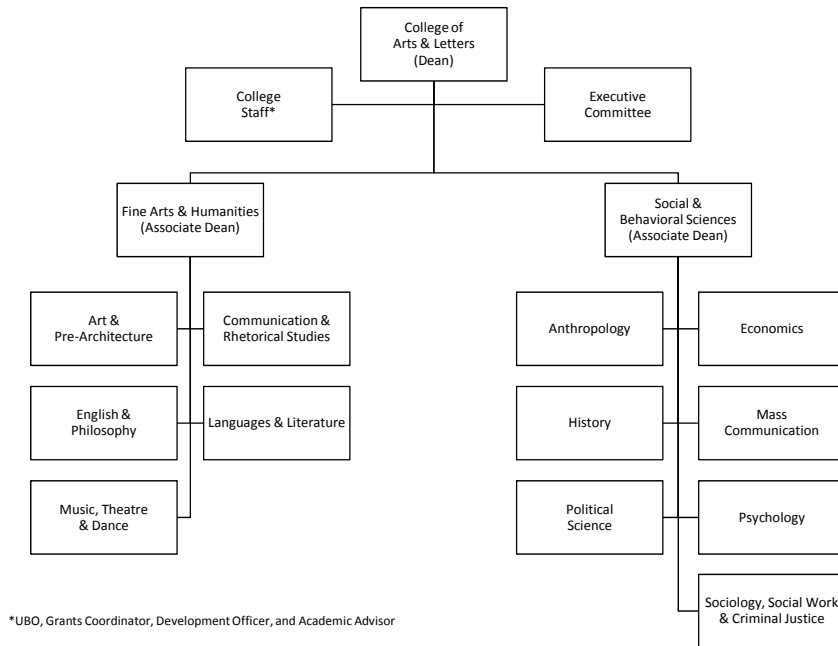 College of
Arts & Letters
(Dean)
College
Staff*
Executive
Committee
Fine Arts & Humanities
(Associate Dean)
Social &
Behavioral Sciences
(Associate Dean)
Art &
Pre-Architecture
Communication &
Rhetorical Studies
Anthropology
Economics
English &
Philosophy
Languages & Literature
History
Mass
Communication
Music, Theatre
& Dance
Political
Science
Psychology
Sociology, Social Work
& Criminal Justice
*UBO, Grants Coordinator, Development Officer, and Academic Advisor